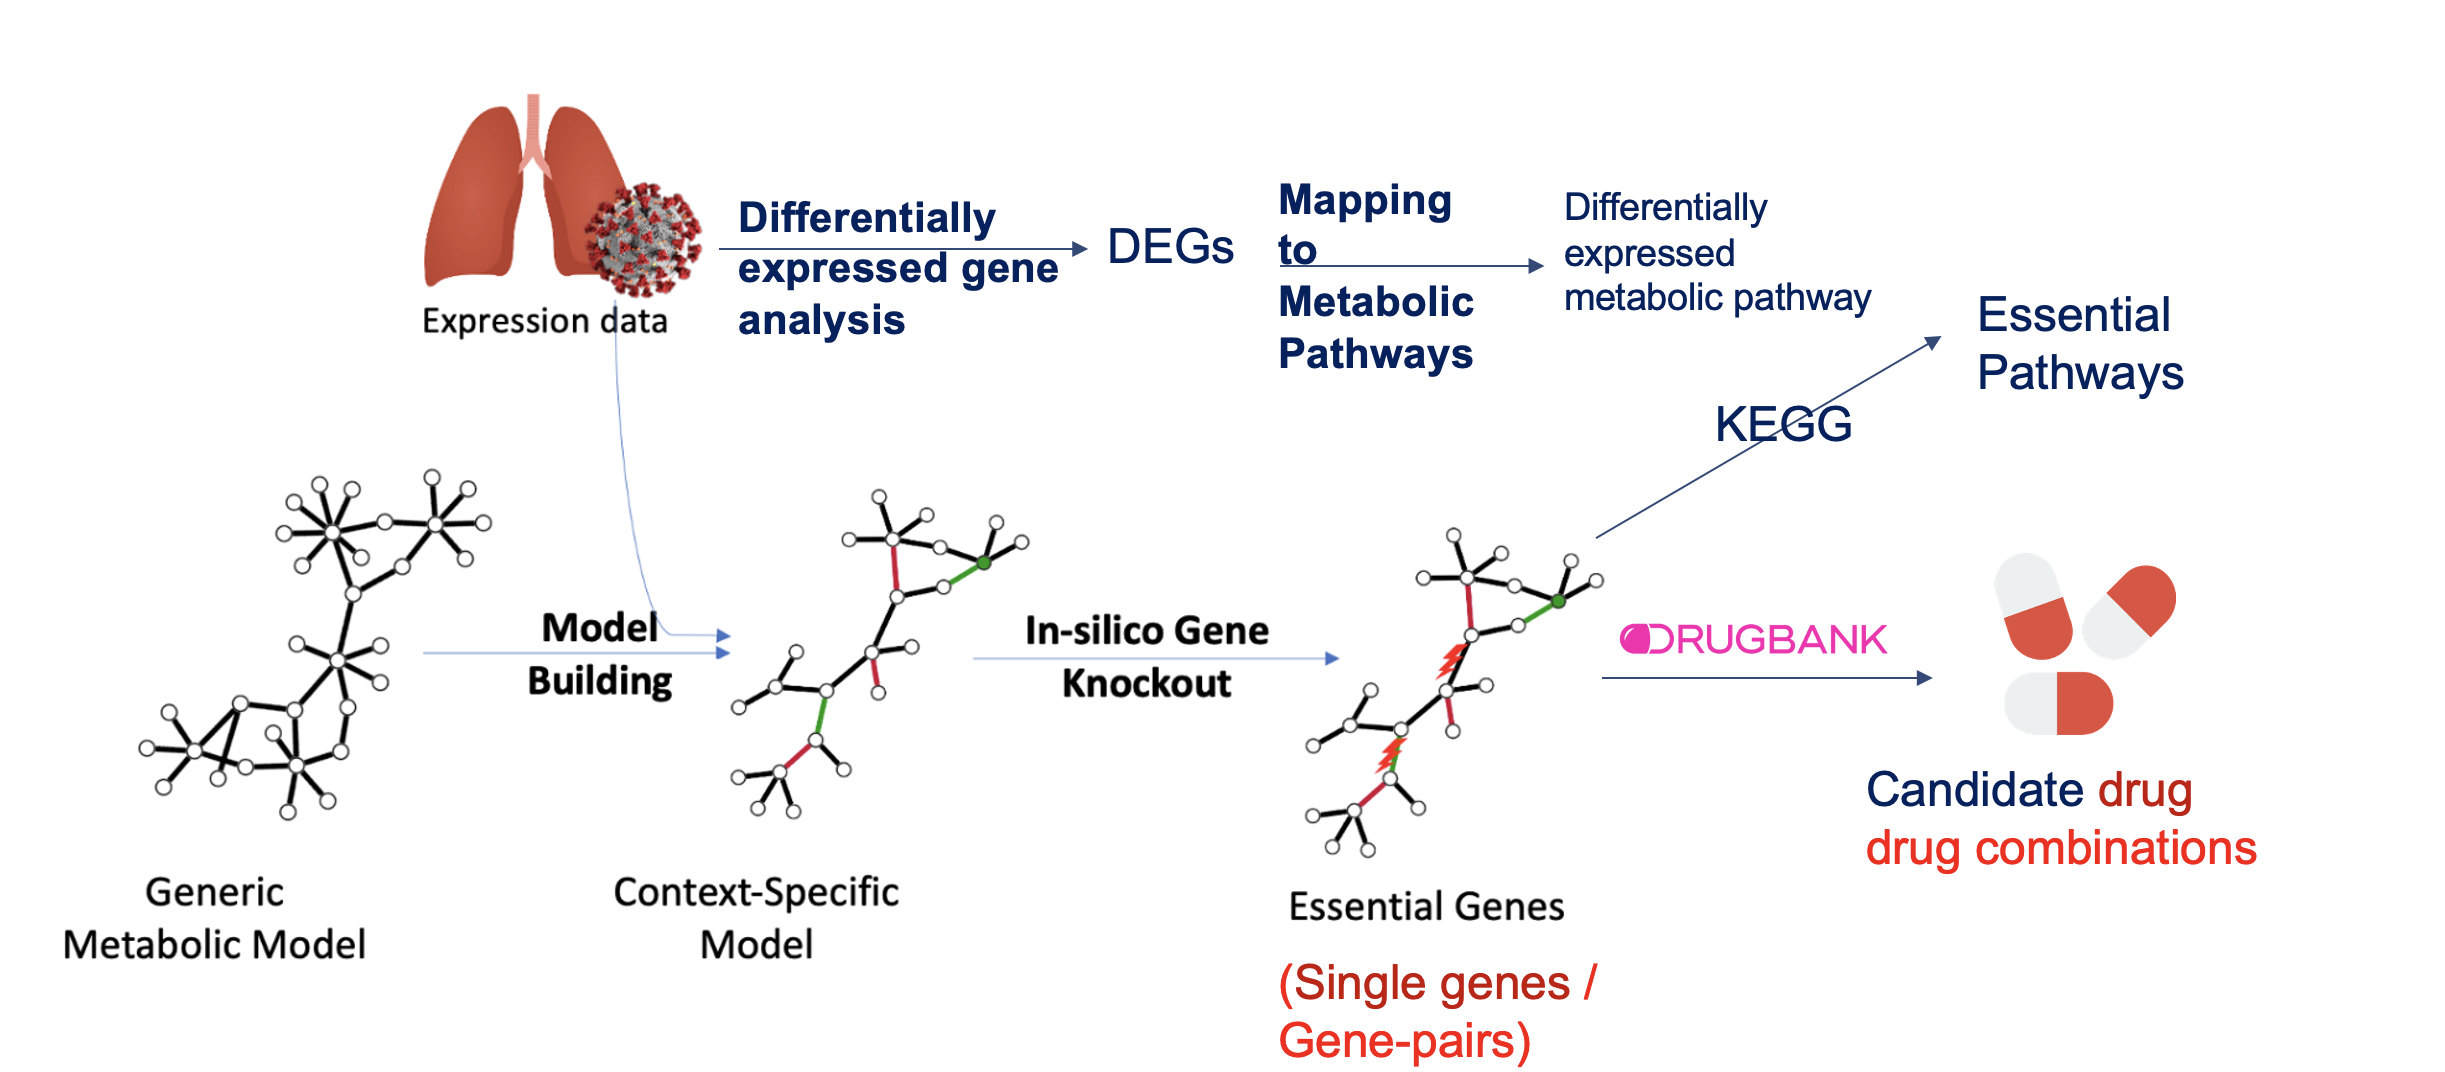 Differentially
expressed gene
analysis
DEGs
Mapping
to
Metabolic
Pathways
Differentially
expressed
metabolic pathway
Expression data
Essential
Pathways
KEGG
Model
Building
In-silico Gene
Knockout
DRUGBANK
Candidate drug
drug combinations
Generic
Metabolic Model
Context-Specific
Model
Essential Genes
(Single genes /
Gene-pairs)